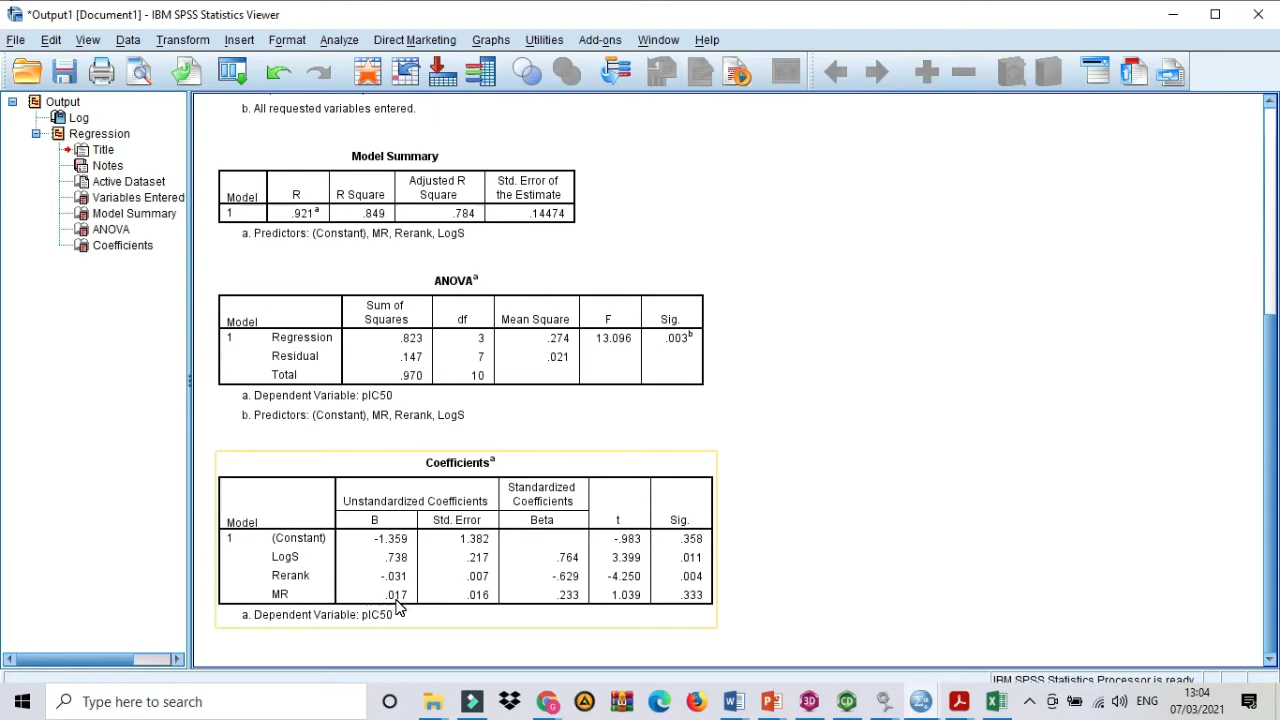 *Output1 [Document1] - IBM SPSS Statistics Viewer
File Edit View Data Transform Insert Format Analyze Direct Marketing Graphs Utilities Add-ons Window Help
Output
Log
Regression
Title
Notes
Active Dataset
Variables Entered
Model Summary
ANOVA
Coefficients
b. All requested variables entered.
Model Summary
Model R R Square Adjusted R Square Std. Error of the Estimate
1 .921a .849 .784 .14474
a. Predictors: (Constant), MR, Rerank, LogS
ANOVAa
Model Sum of Squares df Mean Square F Sig.
1 Regression .823 3 .274 13.096 .003b
Residual .147 7 .021
Total .970 10
a. Dependent Variable: pIC50
b. Predictors: (Constant), MR, Rerank, LogS
Coefficientsa
Unstandardized Coefficients Standardized Coefficients
Model B Std. Error Beta t Sig.
1 (Constant) -1.359 1.382 -.983 .358
LogS .738 .217 .764 3.399 .011
Rerank -.031 .007 -.629 -4.250 .004
MR .017 .016 .233 1.039 .333
a. Dependent Variable: pIC50
IBM SPSS Statistics Processor is ready
Type here to search
ENG
13:04
07/03/2021